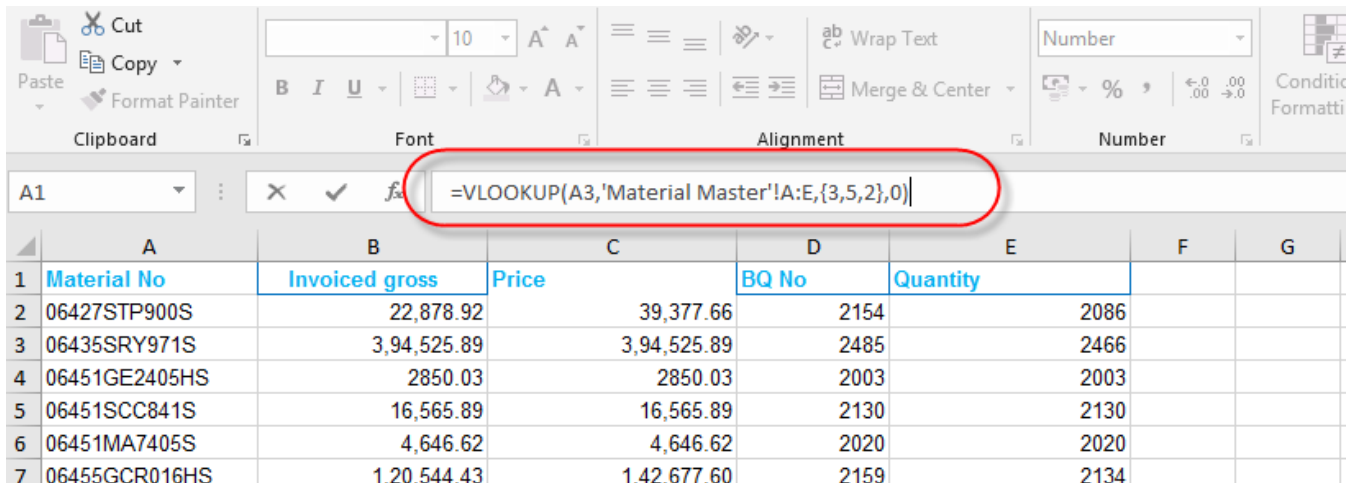 Cut
Copy
Paste
Format Painter
Clipboard
10 A A
B I U A
Font
ab Wrap Text
Merge & Center
Alignment
Number
% , .0 .00 .00 .0
Number
Conditio
Formatti
A1 fx =VLOOKUP(A3,'Material Master'!A:E,{3,5,2},0)
A B C D E F G
1 Material No Invoiced gross Price BQ No Quantity
2 06427STP900S 22,878.92 39,377.66 2154 2086
3 06435SRY971S 3,94,525.89 3,94,525.89 2485 2466
4 06451GE2405HS 2850.03 2850.03 2003 2003
5 06451SCC841S 16,565.89 16,565.89 2130 2130
6 06451MA7405S 4,646.62 4,646.62 2020 2020
7 06455GCR016HS 1,20,544.43 1,42,677.60 2159 2134